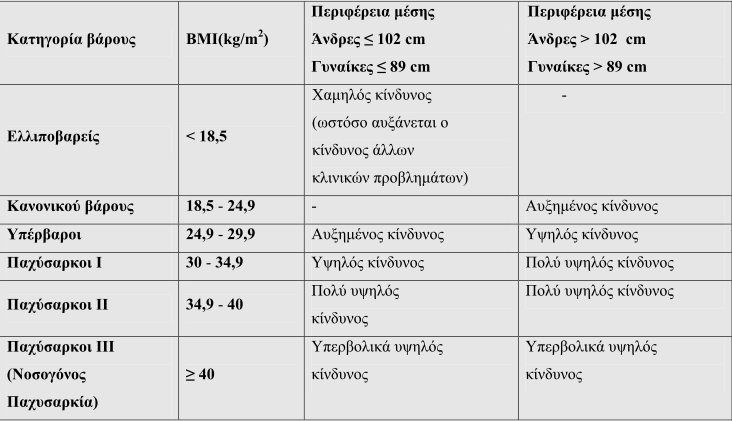 Κατηγορία βάρους
BMI(kg/m²)
Περιφέρεια μέσης
Άνδρες ≤ 102 cm
Γυναίκες ≤ 89 cm
Περιφέρεια μέσης
Άνδρες > 102 cm
Γυναίκες > 89 cm
Ελλιποβαρείς
< 18,5
Χαμηλός κίνδυνος
(ωστόσο αυξάνεται ο
κίνδυνος άλλων
κλινικών προβλημάτων)
-
Κανονικού βάρους
18,5 - 24,9
-
Αυξημένος κίνδυνος
Υπέρβαροι
24,9 - 29,9
Αυξημένος κίνδυνος
Υψηλός κίνδυνος
Παχύσαρκοι Ι
30 - 34,9
Υψηλός κίνδυνος
Πολύ υψηλός κίνδυνος
Παχύσαρκοι ΙΙ
34,9 - 40
Πολύ υψηλός
κίνδυνος
Πολύ υψηλός κίνδυνος
Παχύσαρκοι ΙΙΙ
(Νοσογόνος
Παχυσαρκία)
≥ 40
Υπερβολικά υψηλός
κίνδυνος
Υπερβολικά υψηλός
κίνδυνος